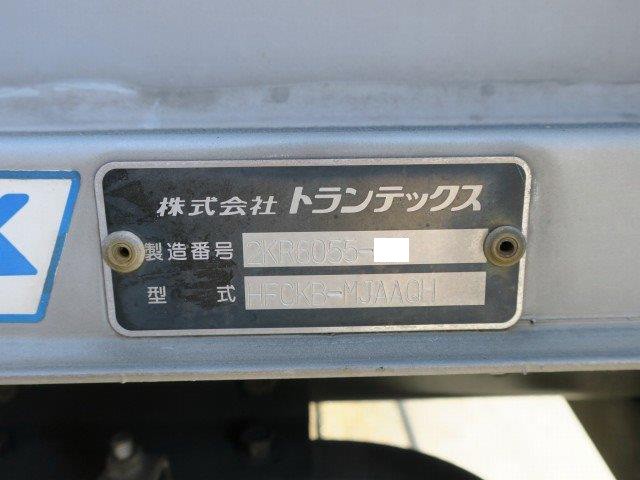 株式会社 トランテックス
製造番号 2KR6055-
型式 HFCKB-MJAAQH
K